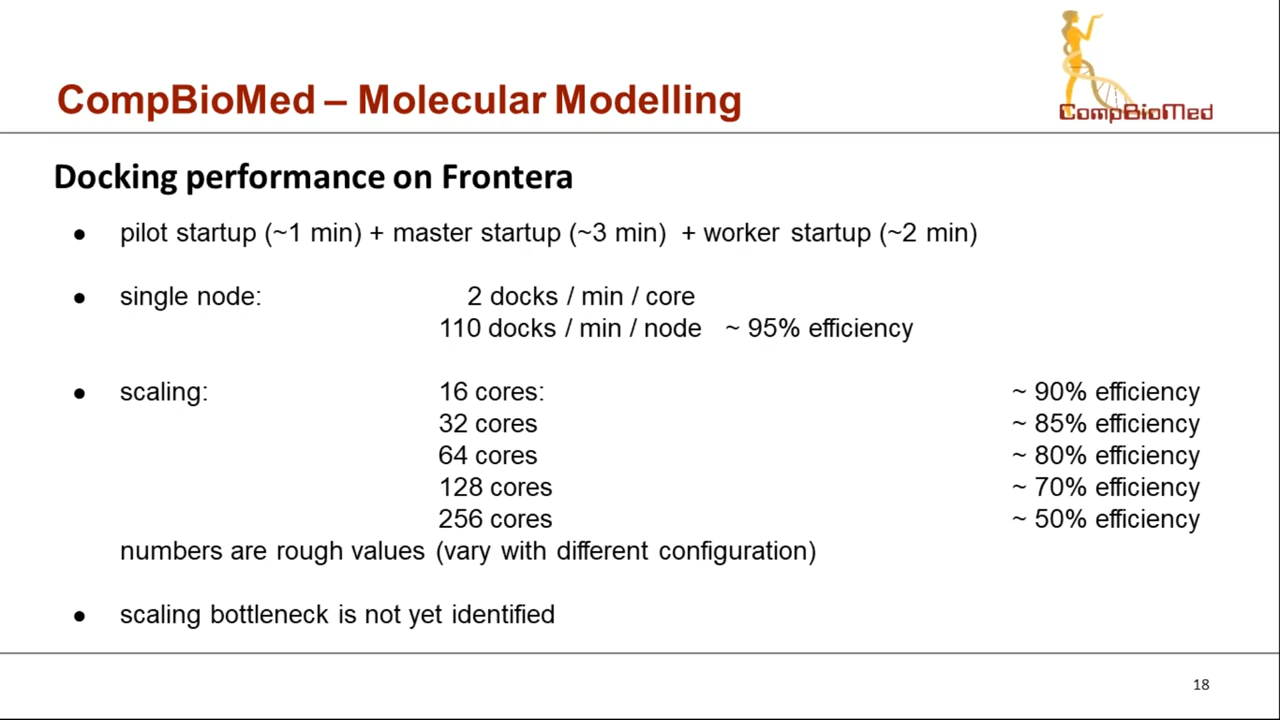 CompBioMed
CompBioMed – Molecular Modelling
Docking performance on Frontera
● pilot startup (~1 min) + master startup (~3 min) + worker startup (~2 min)
● single node: 2 docks / min / core
110 docks / min / node ~ 95% efficiency
● scaling: 16 cores: ~ 90% efficiency
32 cores ~ 85% efficiency
64 cores ~ 80% efficiency
128 cores ~ 70% efficiency
256 cores ~ 50% efficiency
numbers are rough values (vary with different configuration)
● scaling bottleneck is not yet identified
18